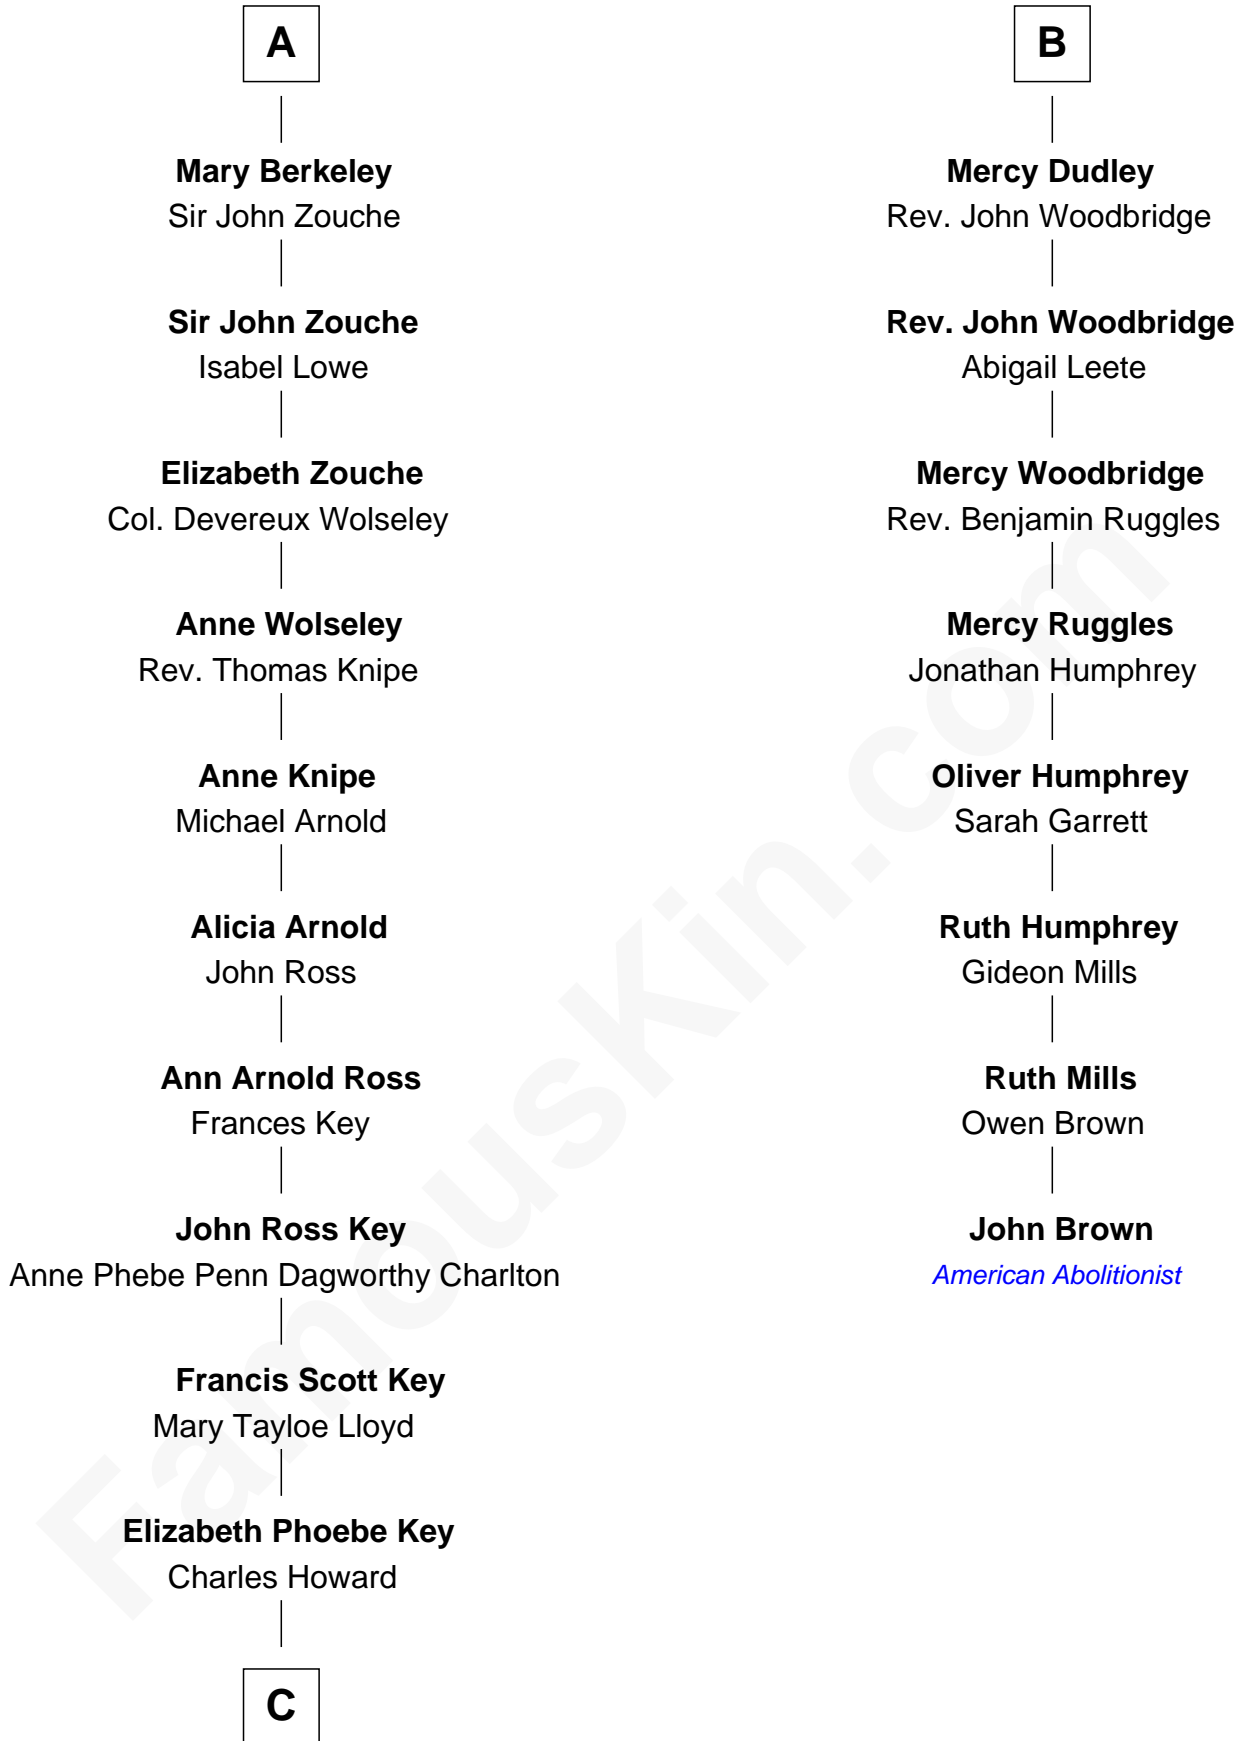 A
Mary Berkeley
Sir John Zouche
Sir John Zouche
Isabel Lowe
Elizabeth Zouche
Col. Devereux Wolseley
Anne Wolseley
Rev. Thomas Knipe
Anne Knipe
Michael Arnold
Alicia Arnold
John Ross
Ann Arnold Ross
Frances Key
John Ross Key
Anne Phebe Penn Dagworthy Charlton
Francis Scott Key
Mary Tayloe Lloyd
Elizabeth Phoebe Key
Charles Howard
C
B
Mercy Dudley
Rev. John Woodbridge
Rev. John Woodbridge
Abigail Leete
Mercy Woodbridge
Rev. Benjamin Ruggles
Mercy Ruggles
Jonathan Humphrey
Oliver Humphrey
Sarah Garrett
Ruth Humphrey
Gideon Mills
Ruth Mills
Owen Brown
John Brown
American Abolitionist
FamousKin.com